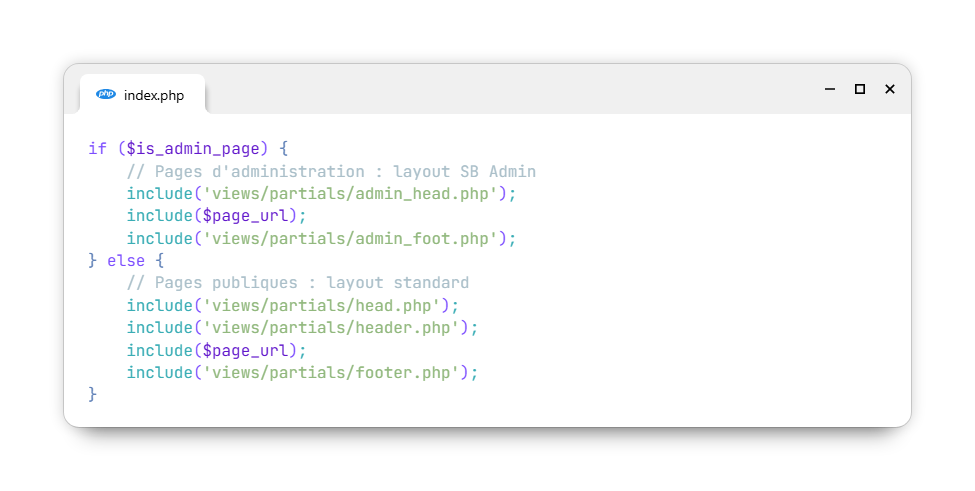 php index.php
if ($is_admin_page) {
    // Pages d'administration : layout SB Admin
    include('views/partials/admin_head.php');
    include($page_url);
    include('views/partials/admin_foot.php');
} else {
    // Pages publiques : layout standard
    include('views/partials/head.php');
    include('views/partials/header.php');
    include($page_url);
    include('views/partials/footer.php');
}